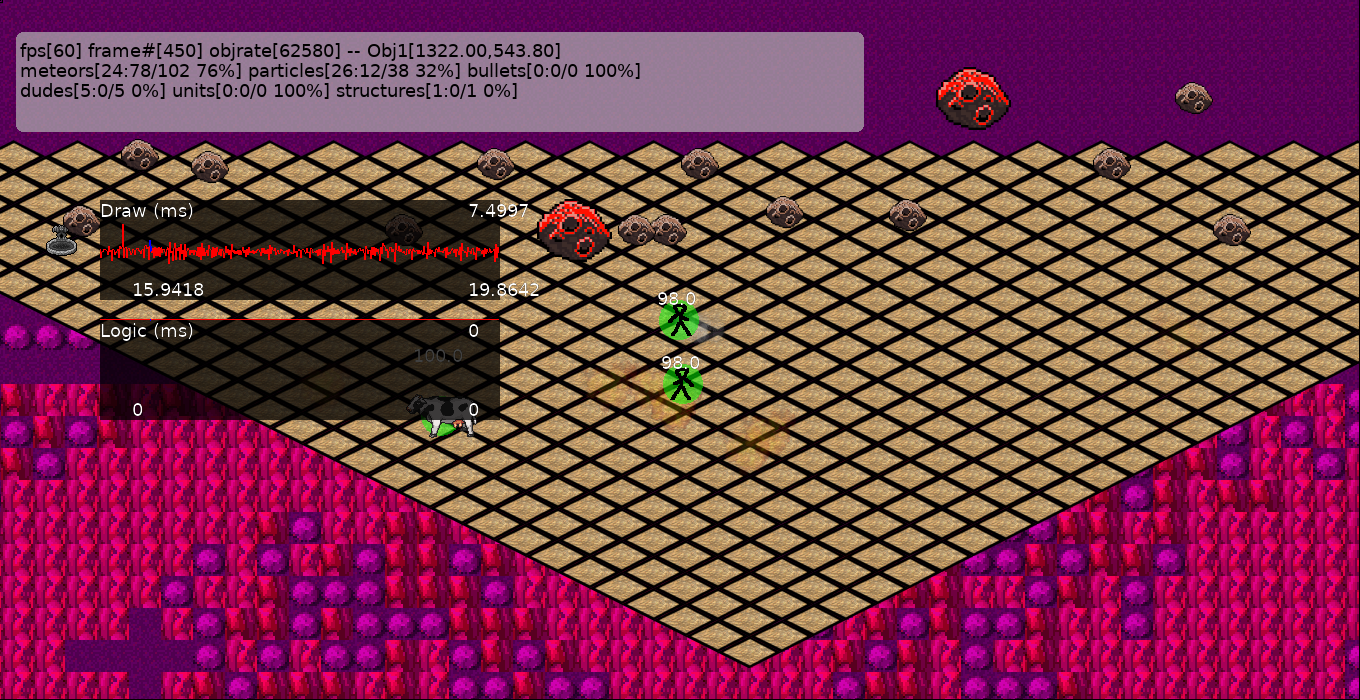 fps[60] frame#[450] objrate[62580] -- Obj1[1322.00,543.80]
meteors[24:78/102 76%] particles[26:12/38 32%] bullets[0:0/0 100%]
dudes[5:0/5 0%] units[0:0/0 100%] structures[1:0/1 0%]
Draw (ms) 7.4997
15.9418 19.8642
98.0
Logic (ms) 0
100.0
98.0
0 0